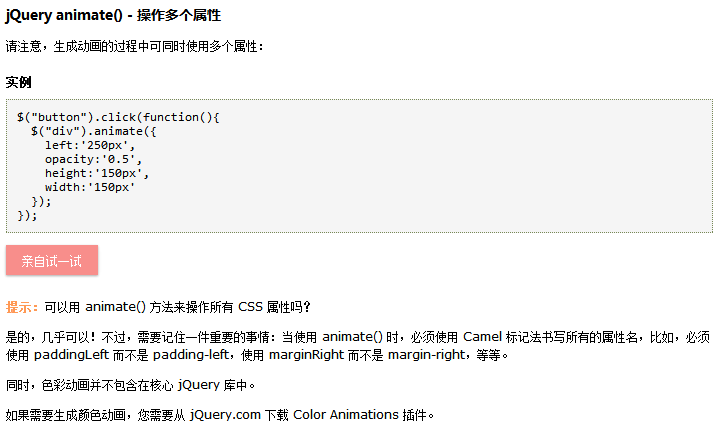 jQuery animate() - 操作多个属性
请注意，生成动画的过程中可同时使用多个属性：
实例
$("button").click(function(){
  $("div").animate({
    left:'250px',
    opacity:'0.5',
    height:'150px',
    width:'150px'
  });
});
亲自试一试
提示：可以用 animate() 方法来操作所有 CSS 属性吗？
是的，几乎可以！不过，需要记住一件重要的事情：当使用 animate() 时，必须使用 Camel 标记法书写所有的属性名，比如，必须
使用 paddingLeft 而不是 padding-left，使用 marginRight 而不是 margin-right，等等。
同时，色彩动画并不包含在核心 jQuery 库中。
如果需要生成颜色动画，您需要从 jQuery.com 下载 Color Animations 插件。